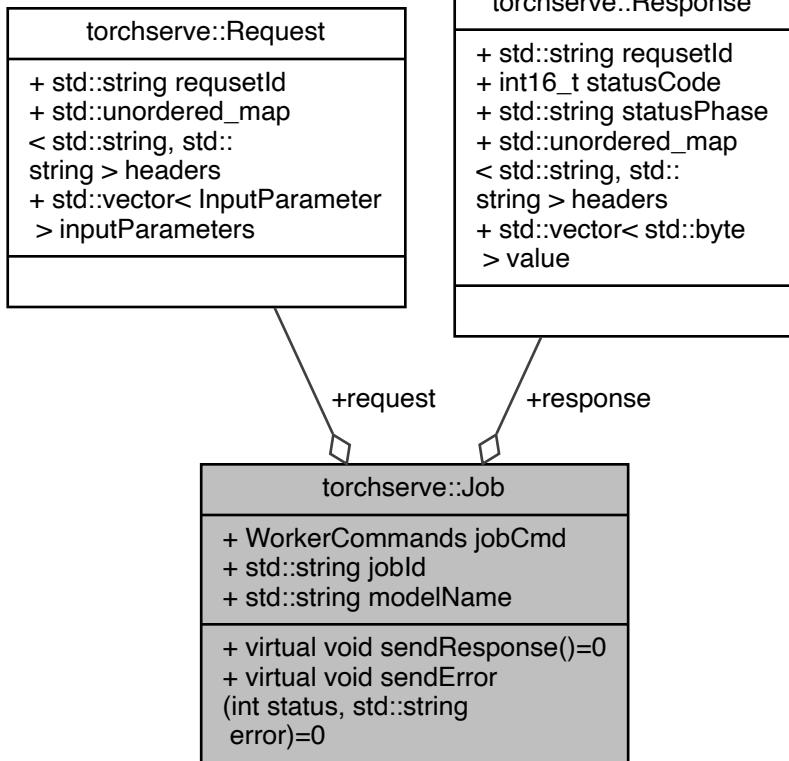 torchserve::Request
+ std::string requsetId
+ std::unordered_map
< std::string, std::
string > headers
+ std::vector< InputParameter
> inputParameters
torchserve::Response
+ std::string requsetId
+ int16_t statusCode
+ std::string statusPhase
+ std::unordered_map
< std::string, std::
string > headers
+ std::vector< std::byte
> value
+request
+response
torchserve::Job
+ WorkerCommands jobCmd
+ std::string jobId
+ std::string modelName
+ virtual void sendResponse()=0
+ virtual void sendError
(int status, std::string
error)=0